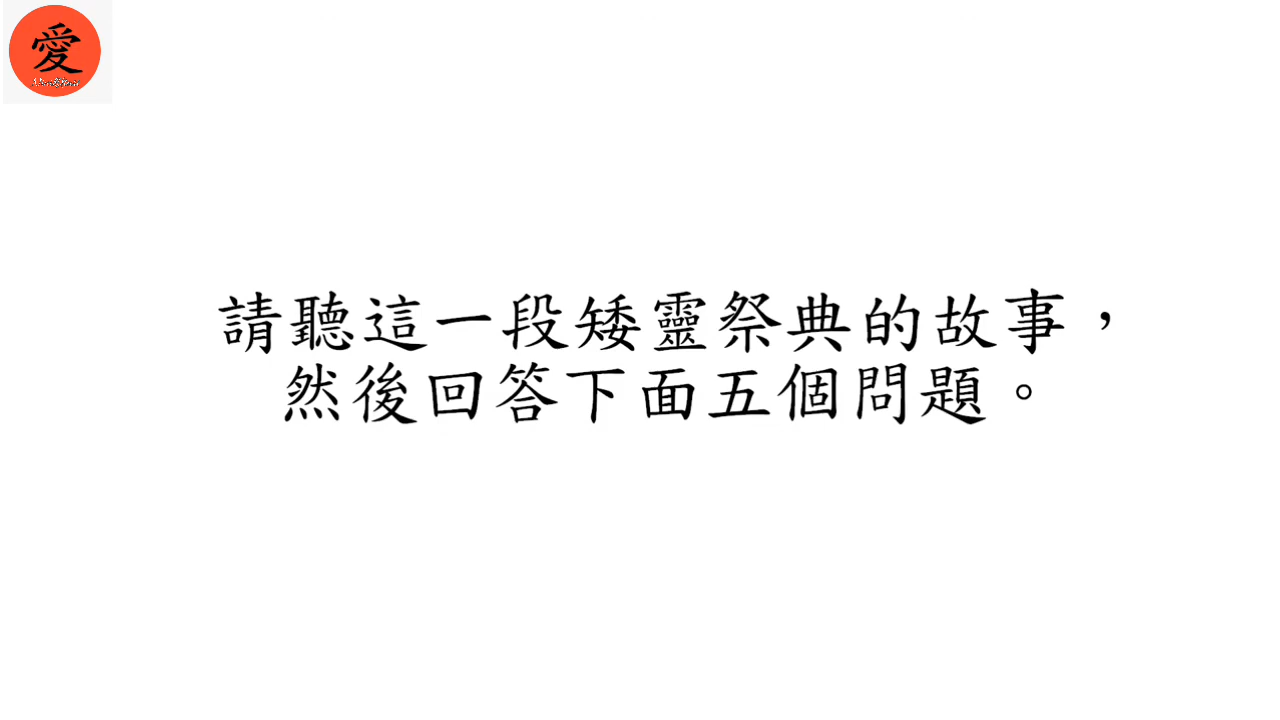 愛
請聽這一段矮靈祭典的故事，
然後回答下面五個問題。